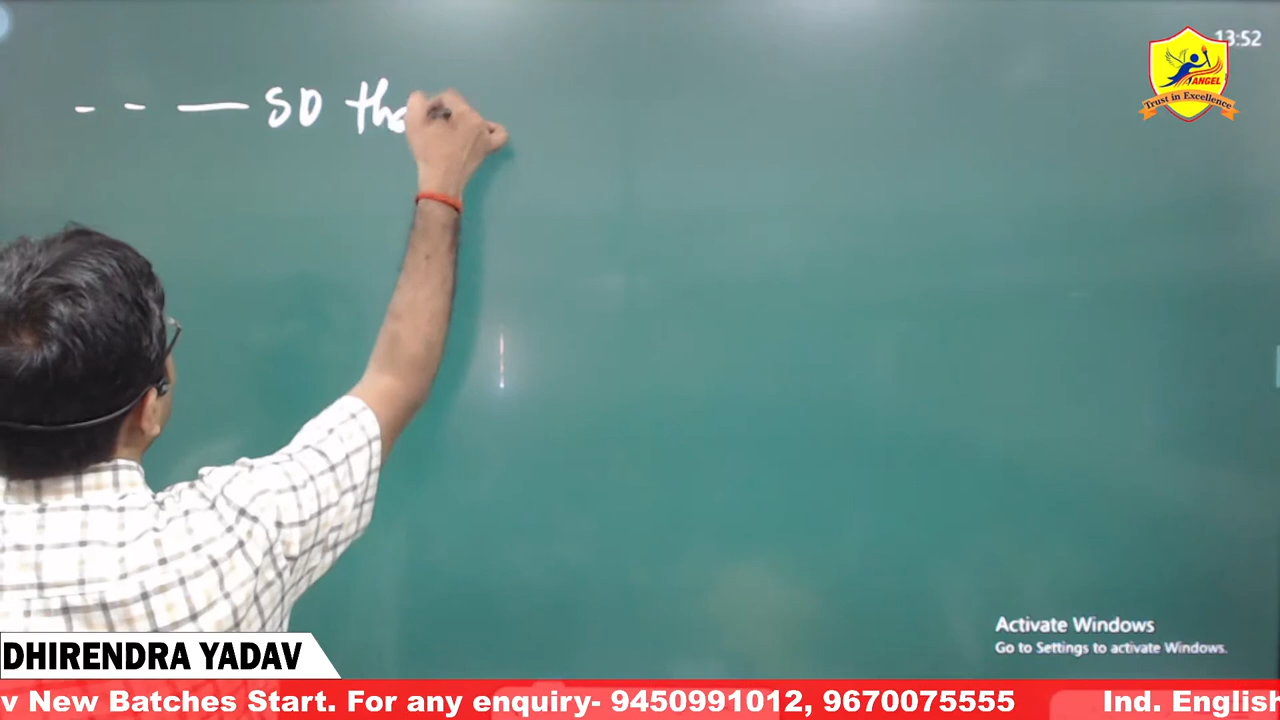 13:52
ANGEL
Trust in Excellence
-- — so tha
Activate Windows
Go to Settings to activate Windows.
DHIRENDRA YADAV
v New Batches Start. For any enquiry- 9450991012, 9670075555 Ind. English